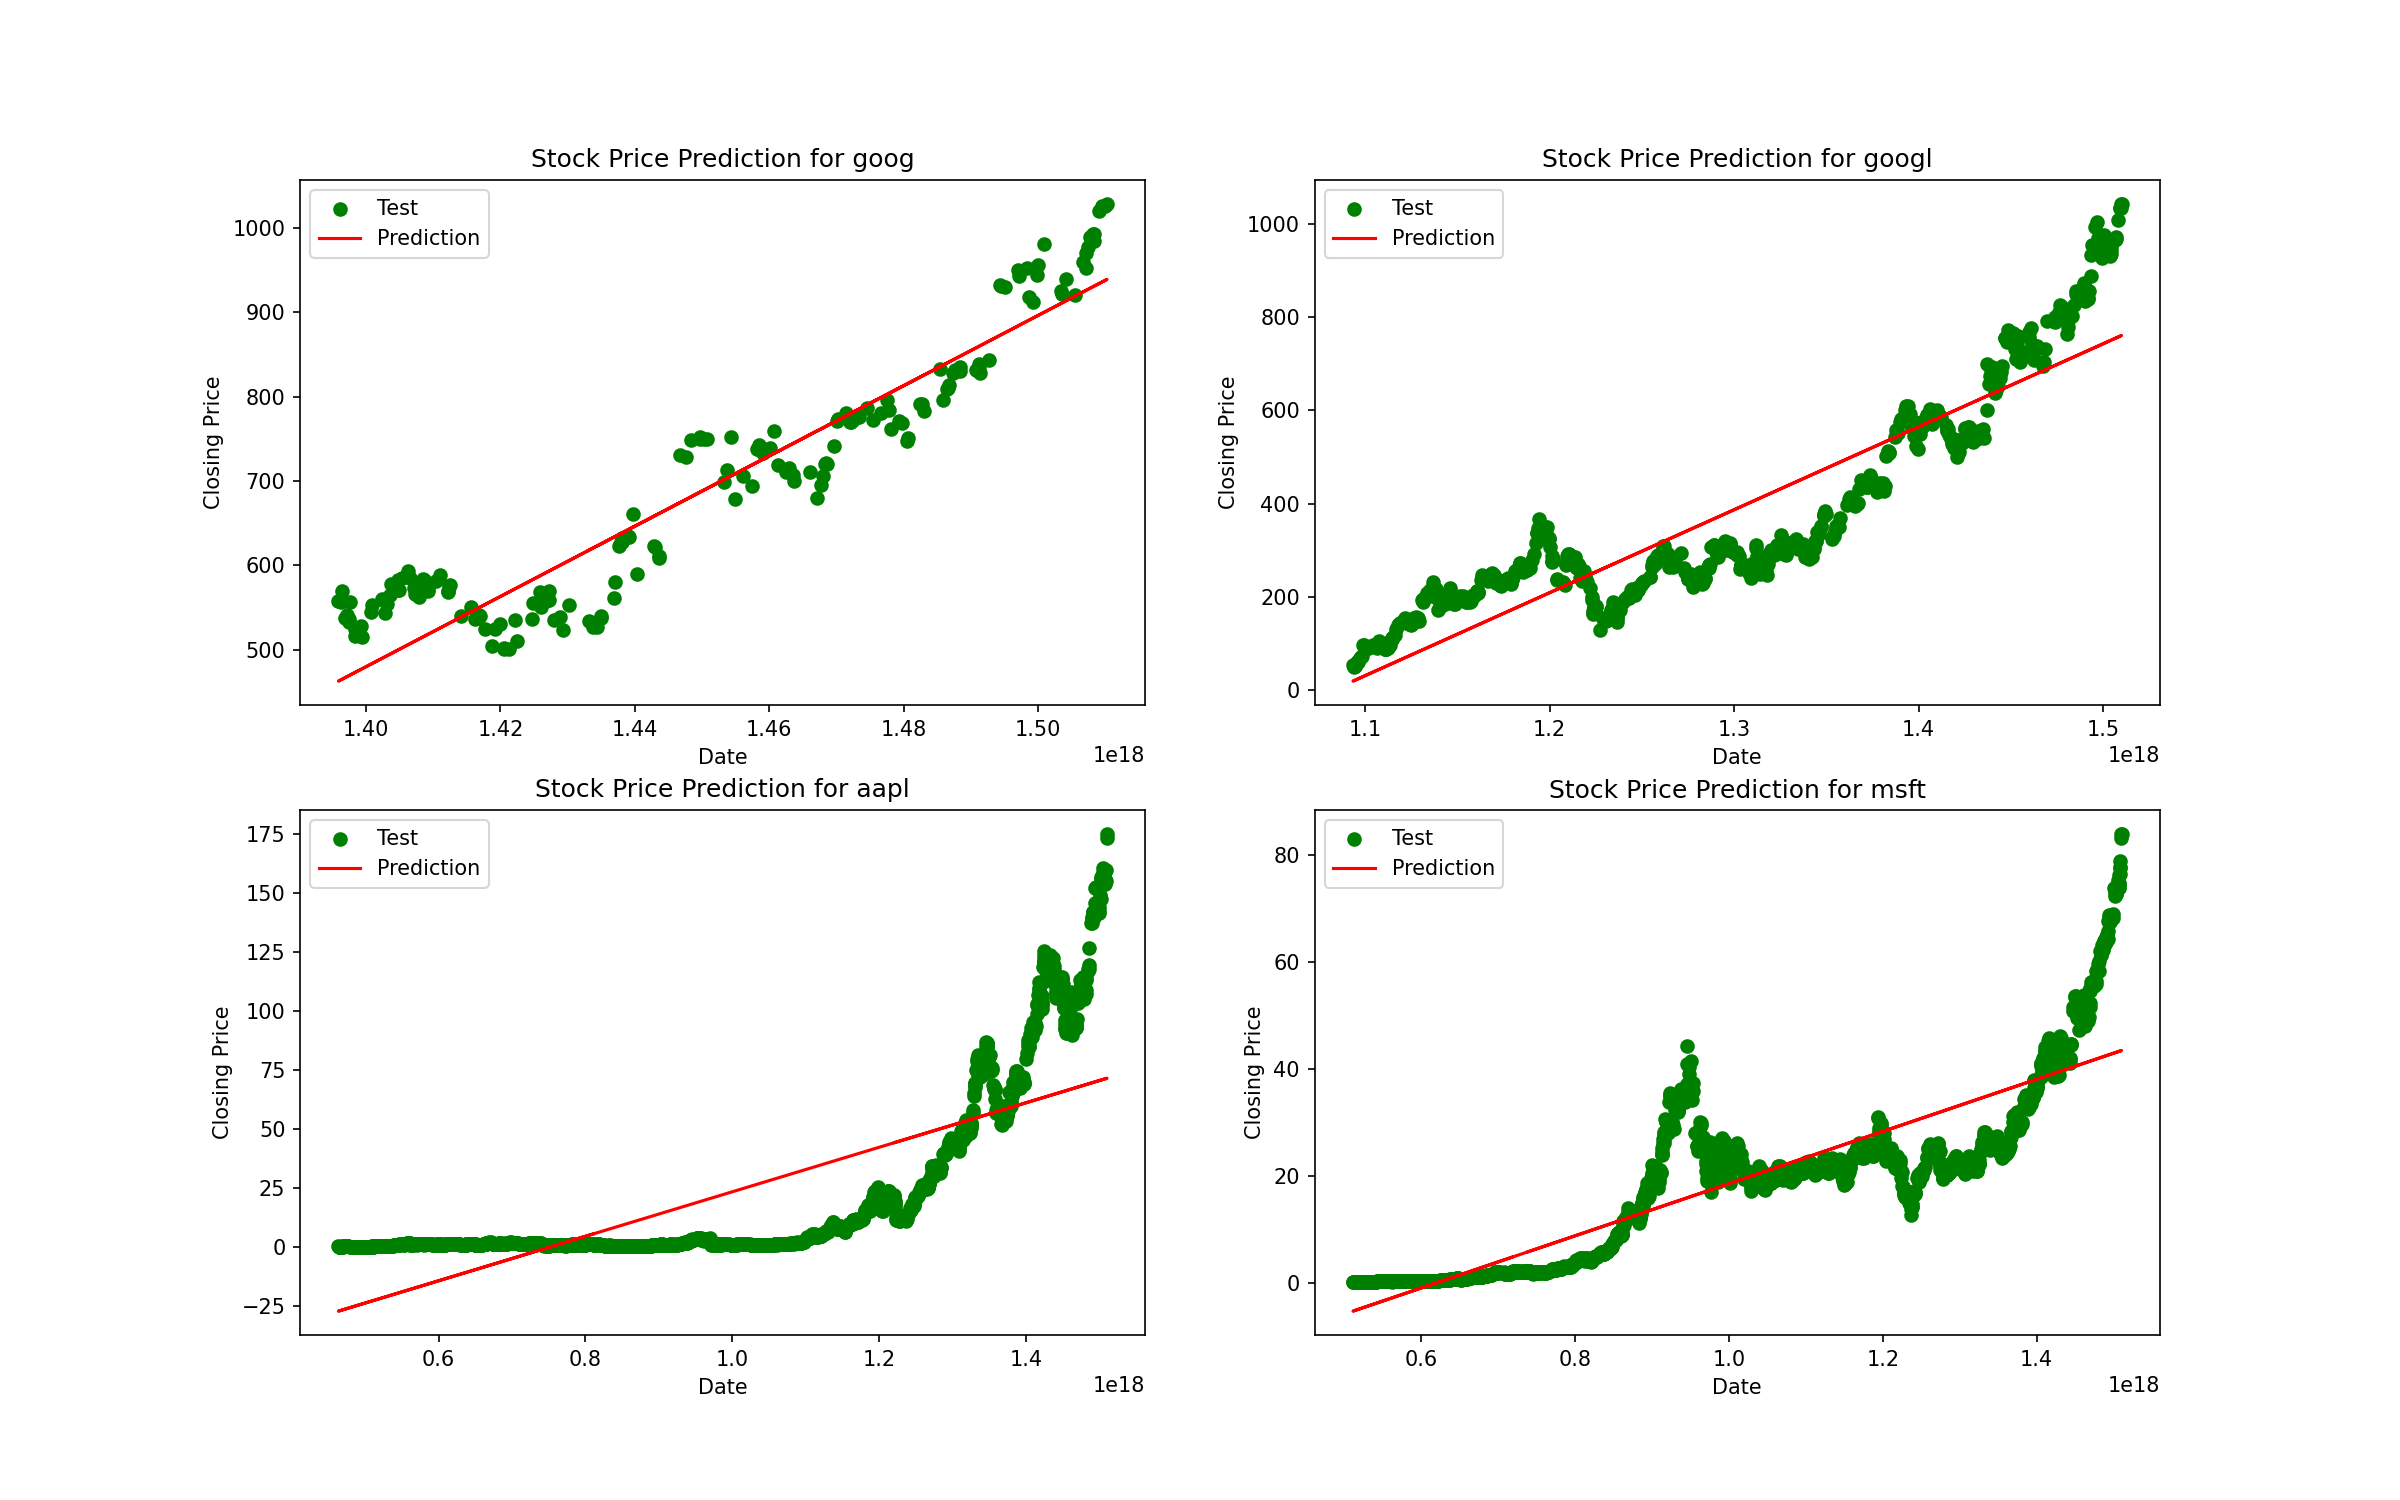 Stock Price Prediction for goog
Test
Prediction
1000
900
800
700
600
500
Closing Price
1.40 1.42 1.44 1.46 1.48 1.50
Date
1e18
Stock Price Prediction for googl
Test
Prediction
1000
800
600
400
200
0
Closing Price
1.1 1.2 1.3 1.4 1.5
Date
1e18
Stock Price Prediction for aapl
Test
Prediction
175
150
125
100
75
50
25
0
−25
Closing Price
0.6 0.8 1.0 1.2 1.4
Date
1e18
Stock Price Prediction for msft
Test
Prediction
80
60
40
20
0
Closing Price
0.6 0.8 1.0 1.2 1.4
Date
1e18